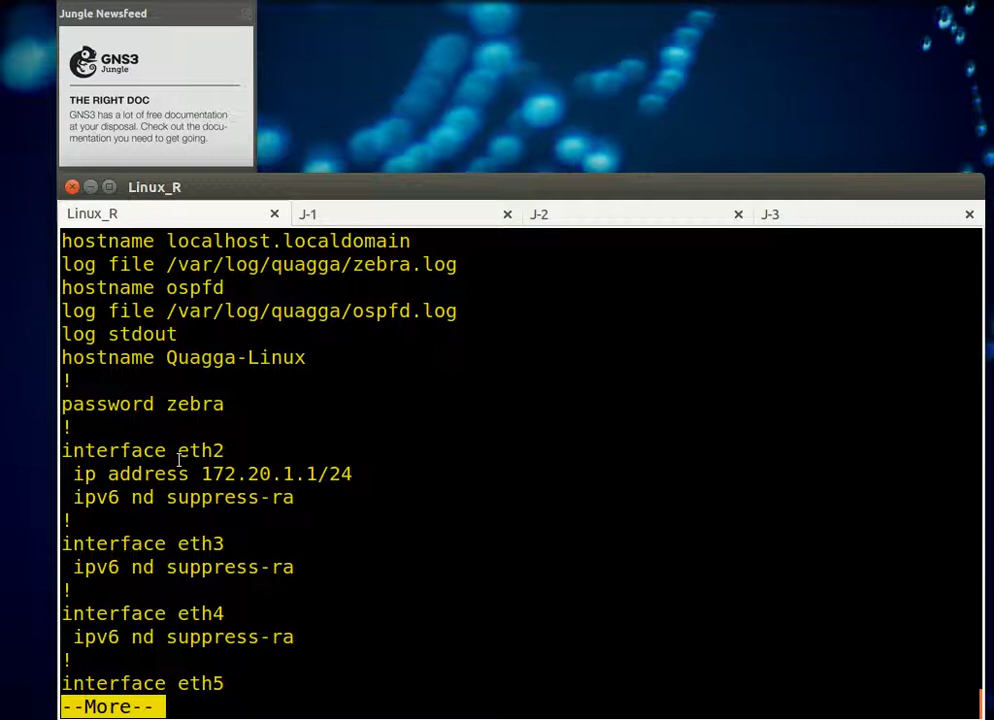 Jungle Newsfeed
GNS3
Jungle
THE RIGHT DOC
GNS3 has a lot of free documentation
at your disposal. Check out the docu-
mentation you need to get going.
Linux_R
Linux_R
J-1
J-2
J-3
hostname localhost.localdomain
log file /var/log/quagga/zebra.log
hostname ospfd
log file /var/log/quagga/ospfd.log
log stdout
hostname Quagga-Linux
!
password zebra
!
interface eth2
 ip address 172.20.1.1/24
 ipv6 nd suppress-ra
!
interface eth3
 ipv6 nd suppress-ra
!
interface eth4
 ipv6 nd suppress-ra
!
interface eth5
--More--